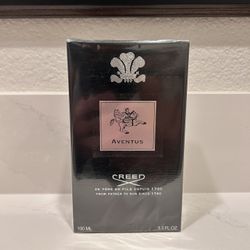 AVENTUS
CREED
DE PÈRE EN FILS DEPUIS 1760
FROM FATHER TO SON SINCE 1760
100 ML 3.3 FL.OZ